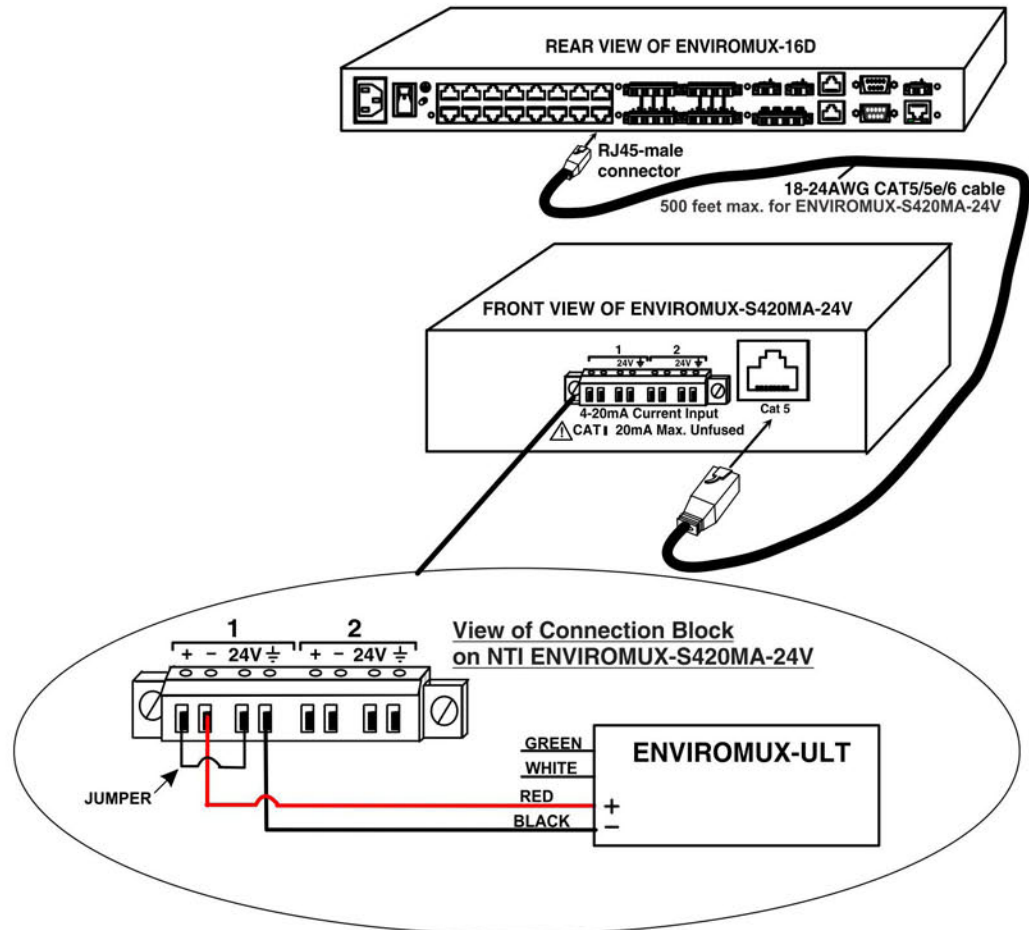 REAR VIEW OF ENVIROMUX-16D
RJ45-male
connector
18-24AWG CAT5/5e/6 cable
500 feet max. for ENVIROMUX-S420MA-24V
FRONT VIEW OF ENVIROMUX-S420MA-24V
1 2
24V 24V
4-20mA Current Input
CAT I 20mA Max. Unfused
Cat 5
View of Connection Block
on NTI ENVIROMUX-S420MA-24V
1 2
+ − 24V + − 24V
JUMPER
GREEN
WHITE
RED
BLACK
+
−
ENVIROMUX-ULT